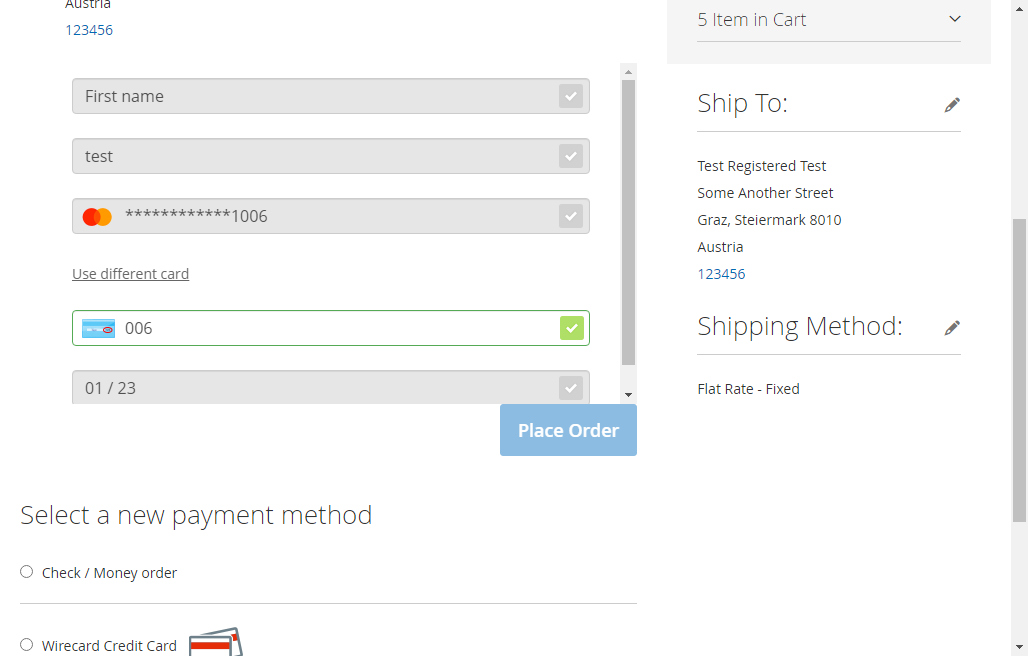 Austria
123456
First name
test
************1006
Use different card
006
01 / 23
Place Order
Select a new payment method
Check / Money order
Wirecard Credit Card
5 Item in Cart
Ship To:
Test Registered Test
Some Another Street
Graz, Steiermark 8010
Austria
123456
Shipping Method:
Flat Rate - Fixed